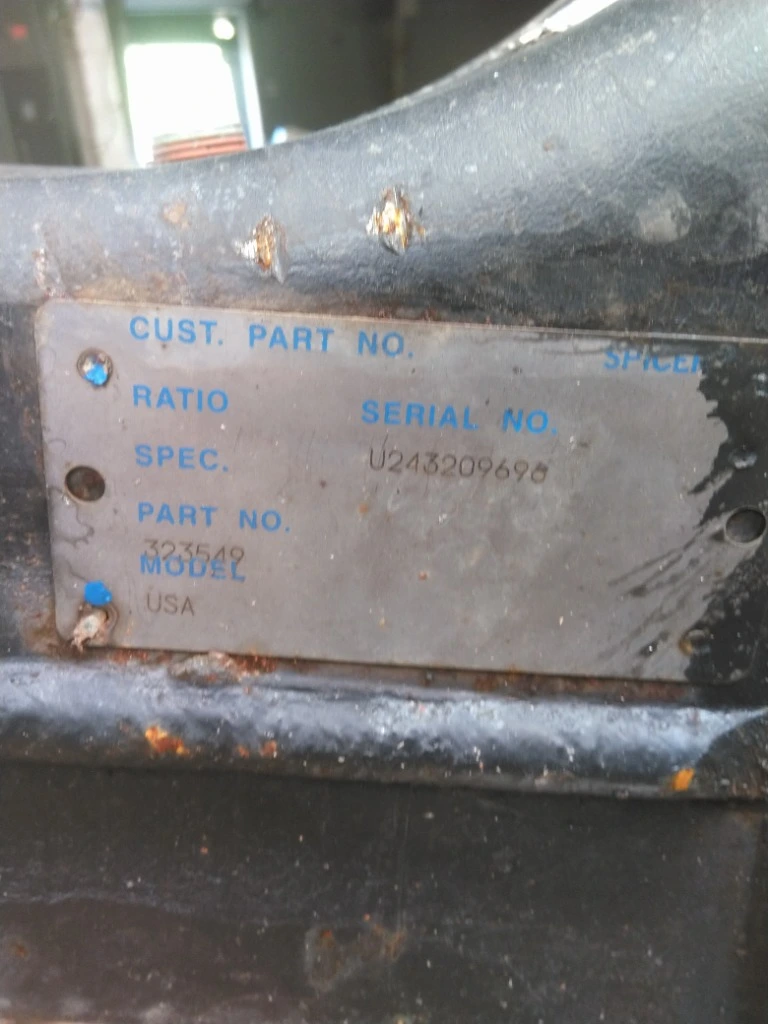 CUST. PART NO. SPICER
RATIO SERIAL NO.
SPEC. U243209698
PART NO.
323549
MODEL
USA